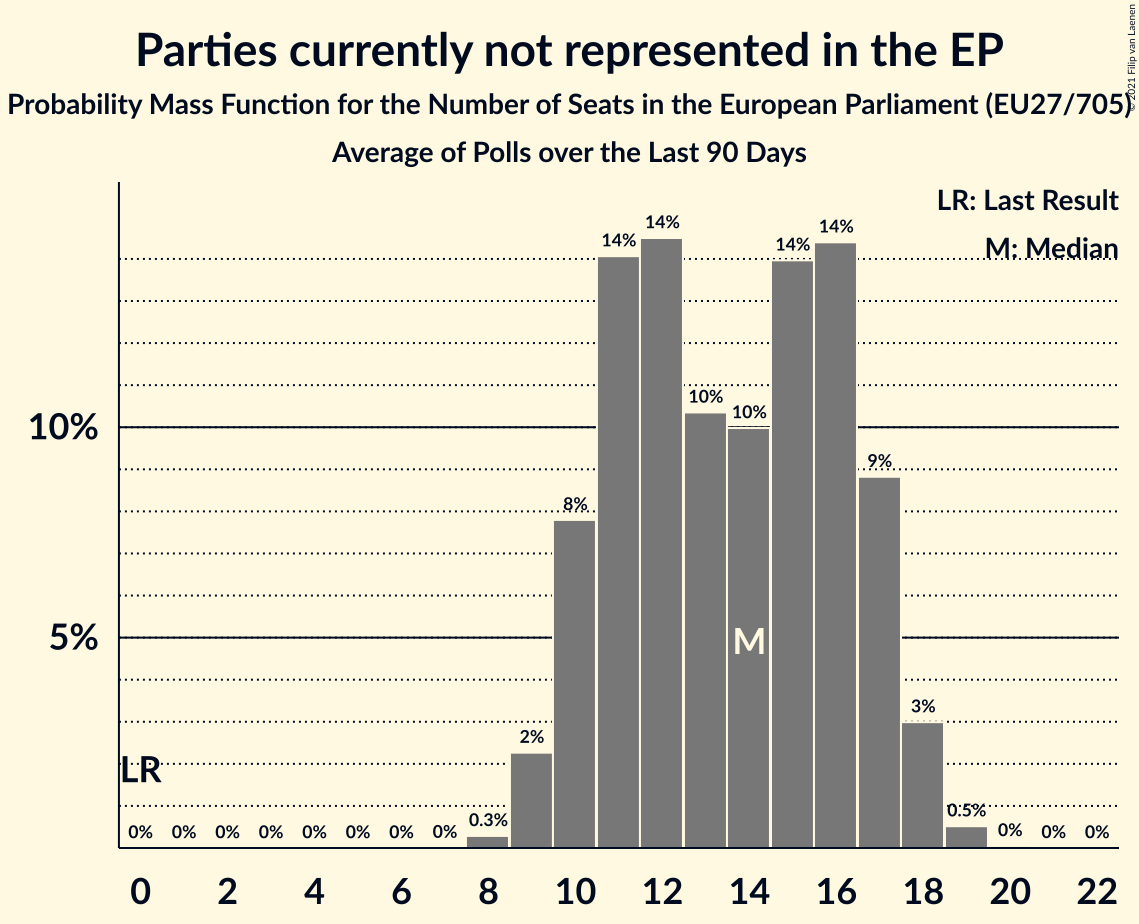 Parties currently not represented in the EP
Probability Mass Function for the Number of Seats in the European Parliament (EU27/705)
Average of Polls over the Last 90 Days
© 2021 Filip van Laenen
LR: Last Result
M: Median
14% 14% 14% 14%
10% 10%
10%
9%
8%
5%
M
3%
2%
LR
0% 0% 0% 0% 0% 0% 0% 0% 0.3% 0.5% 0% 0% 0%
0 2 4 6 8 10 12 14 16 18 20 22